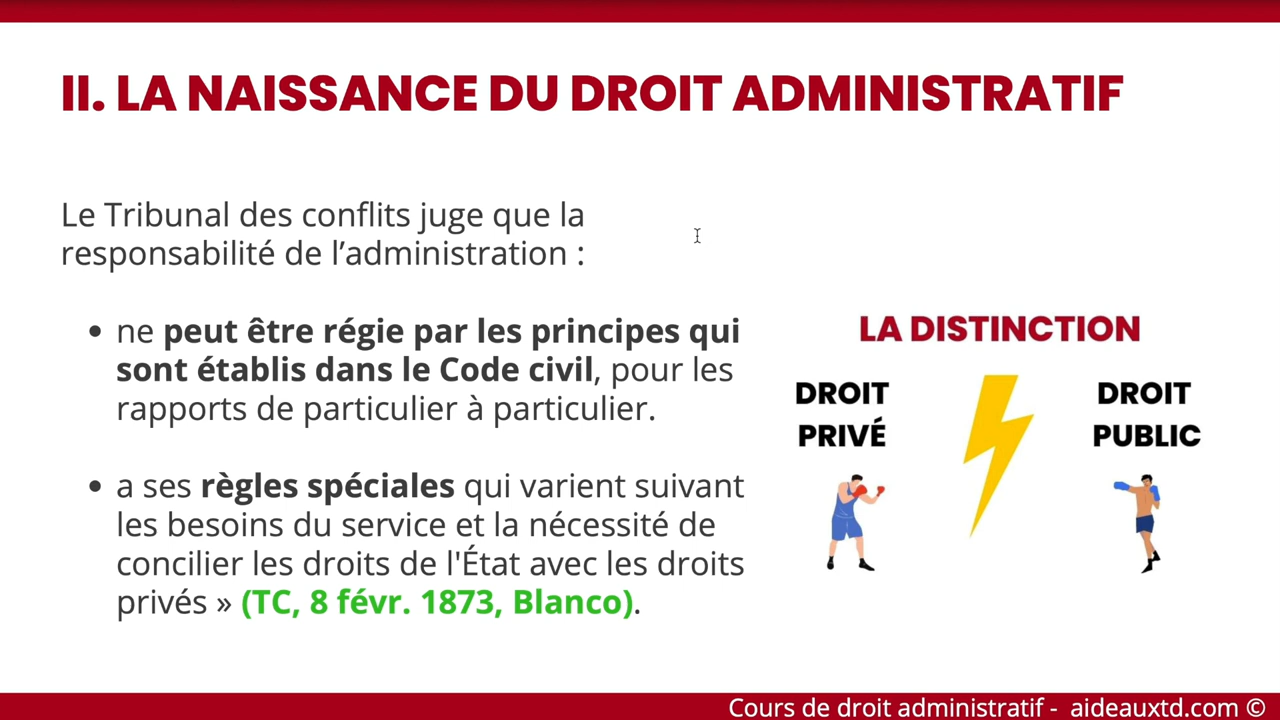 II. LA NAISSANCE DU DROIT ADMINISTRATIF
Le Tribunal des conflits juge que la
responsabilité de l’administration :
• ne peut être régie par les principes qui
sont établis dans le Code civil, pour les
rapports de particulier à particulier.
• a ses règles spéciales qui varient suivant
les besoins du service et la nécessité de
concilier les droits de l'État avec les droits
privés » (TC, 8 févr. 1873, Blanco).
LA DISTINCTION
DROIT
PRIVÉ
DROIT
PUBLIC
Cours de droit administratif - aideauxtd.com ©